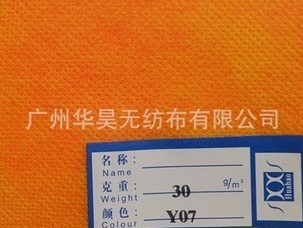 广州华昊无纺布有限公司
名称:
Name
克重: 30 g/m²
Weight
颜色: Y07
Colour
Huahao